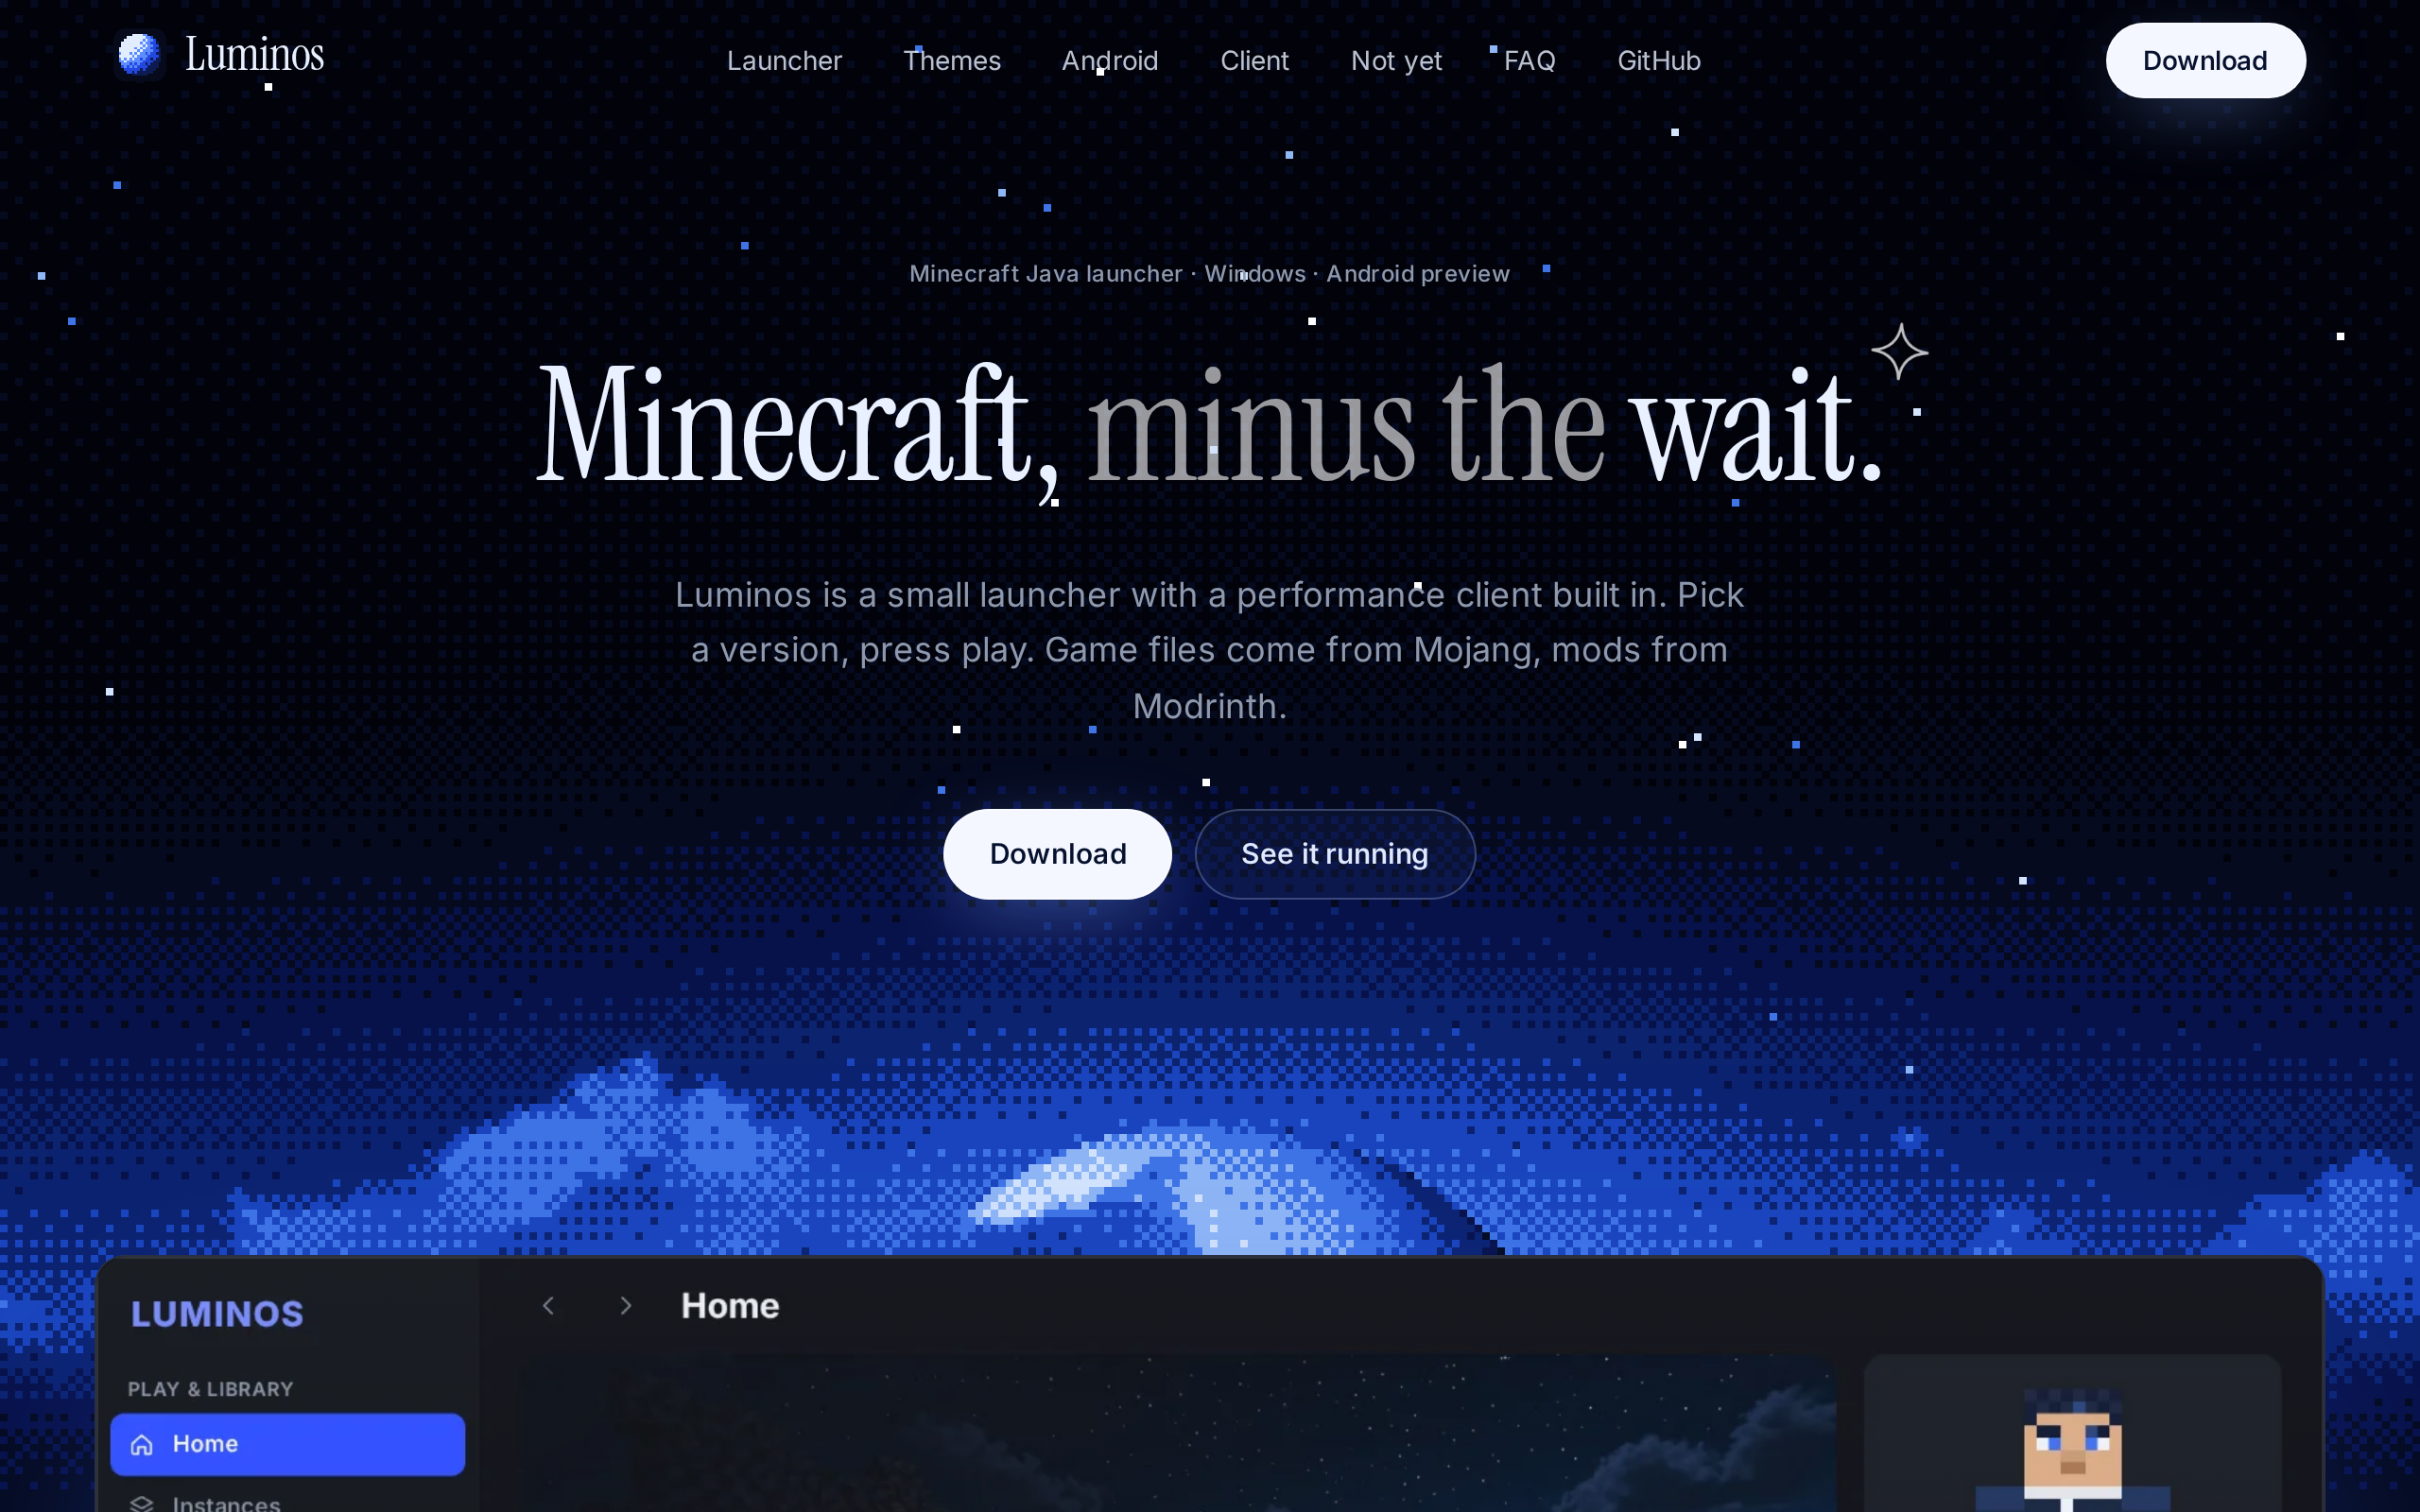 Luminos
Launcher Themes Android Client Not yet FAQ GitHub
Download
Minecraft Java launcher · Windows · Android preview
Minecraft, minus the wait.
Luminos is a small launcher with a performance client built in. Pick
a version, press play. Game files come from Mojang, mods from
Modrinth.
Download
See it running
LUMINOS
Home
PLAY & LIBRARY
Home
Instances